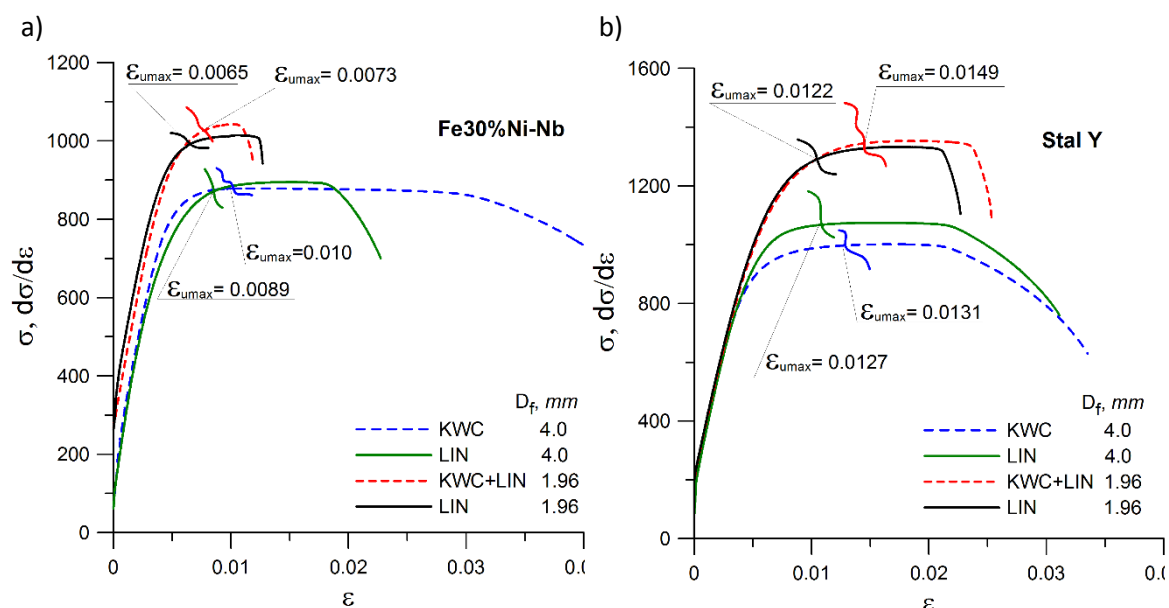 a)
1200
1000
800
600
400
200
0
σ, dσ/dε
εumax= 0.0065
εumax= 0.0073
Fe30%Ni-Nb
εumax= 0.010
εumax= 0.0089
Df, mm
KWC 4.0
LIN 4.0
KWC+LIN 1.96
LIN 1.96
0 0.01 0.02 0.03
ε
b)
1600
1200
800
400
0
σ, dσ/dε
εumax= 0.0149
εumax= 0.0122
Stal Y
εumax= 0.0131
εumax= 0.0127
Df, mm
KWC 4.0
LIN 4.0
KWC+LIN 1.96
LIN 1.96
0 0.01 0.02 0.03
ε